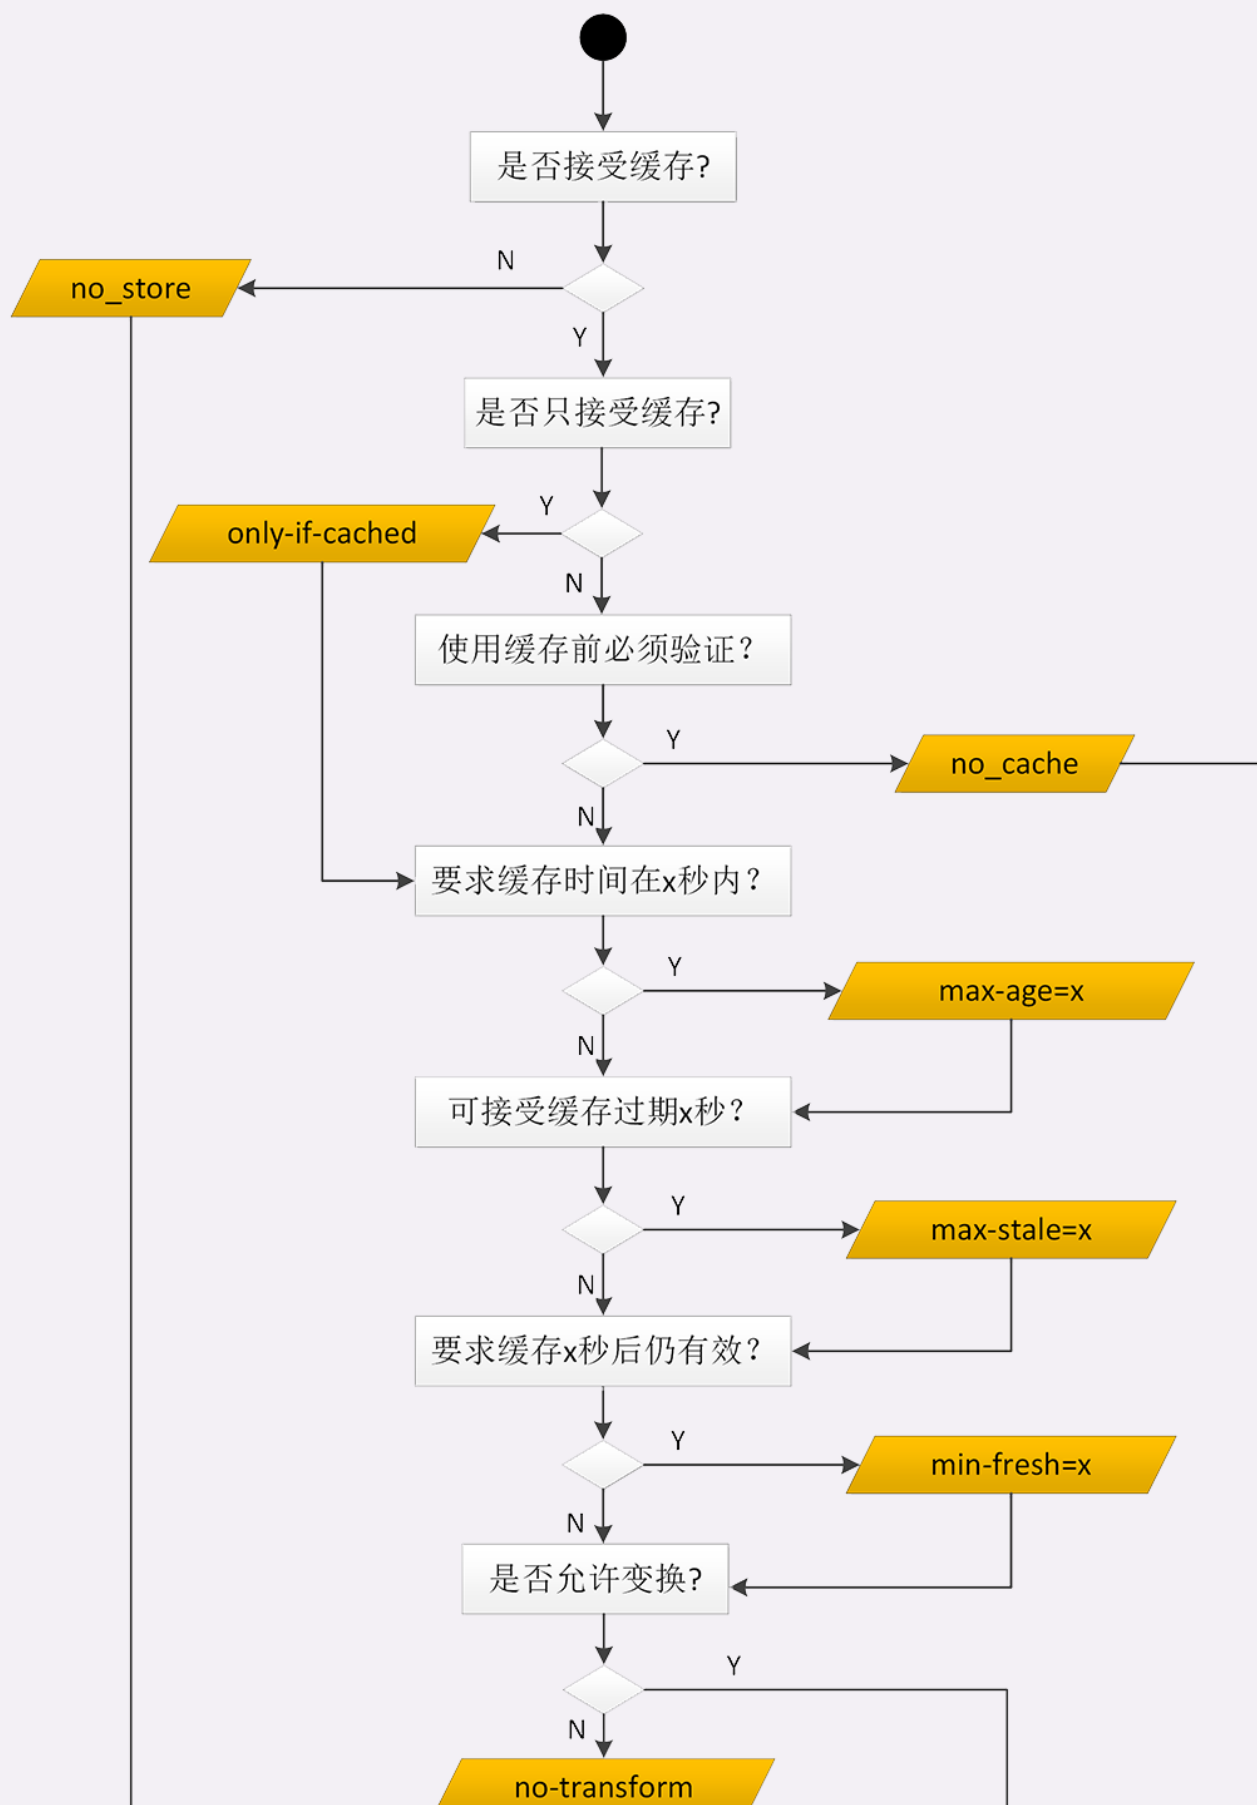 是否接受缓存?
N
no_store
Y
是否只接受缓存?
Y
only-if-cached
N
使用缓存前必须验证？
Y
no_cache
N
要求缓存时间在x秒内？
Y
max-age=x
N
可接受缓存过期x秒？
Y
max-stale=x
N
要求缓存x秒后仍有效？
Y
min-fresh=x
N
是否允许变换?
Y
N
no-transform